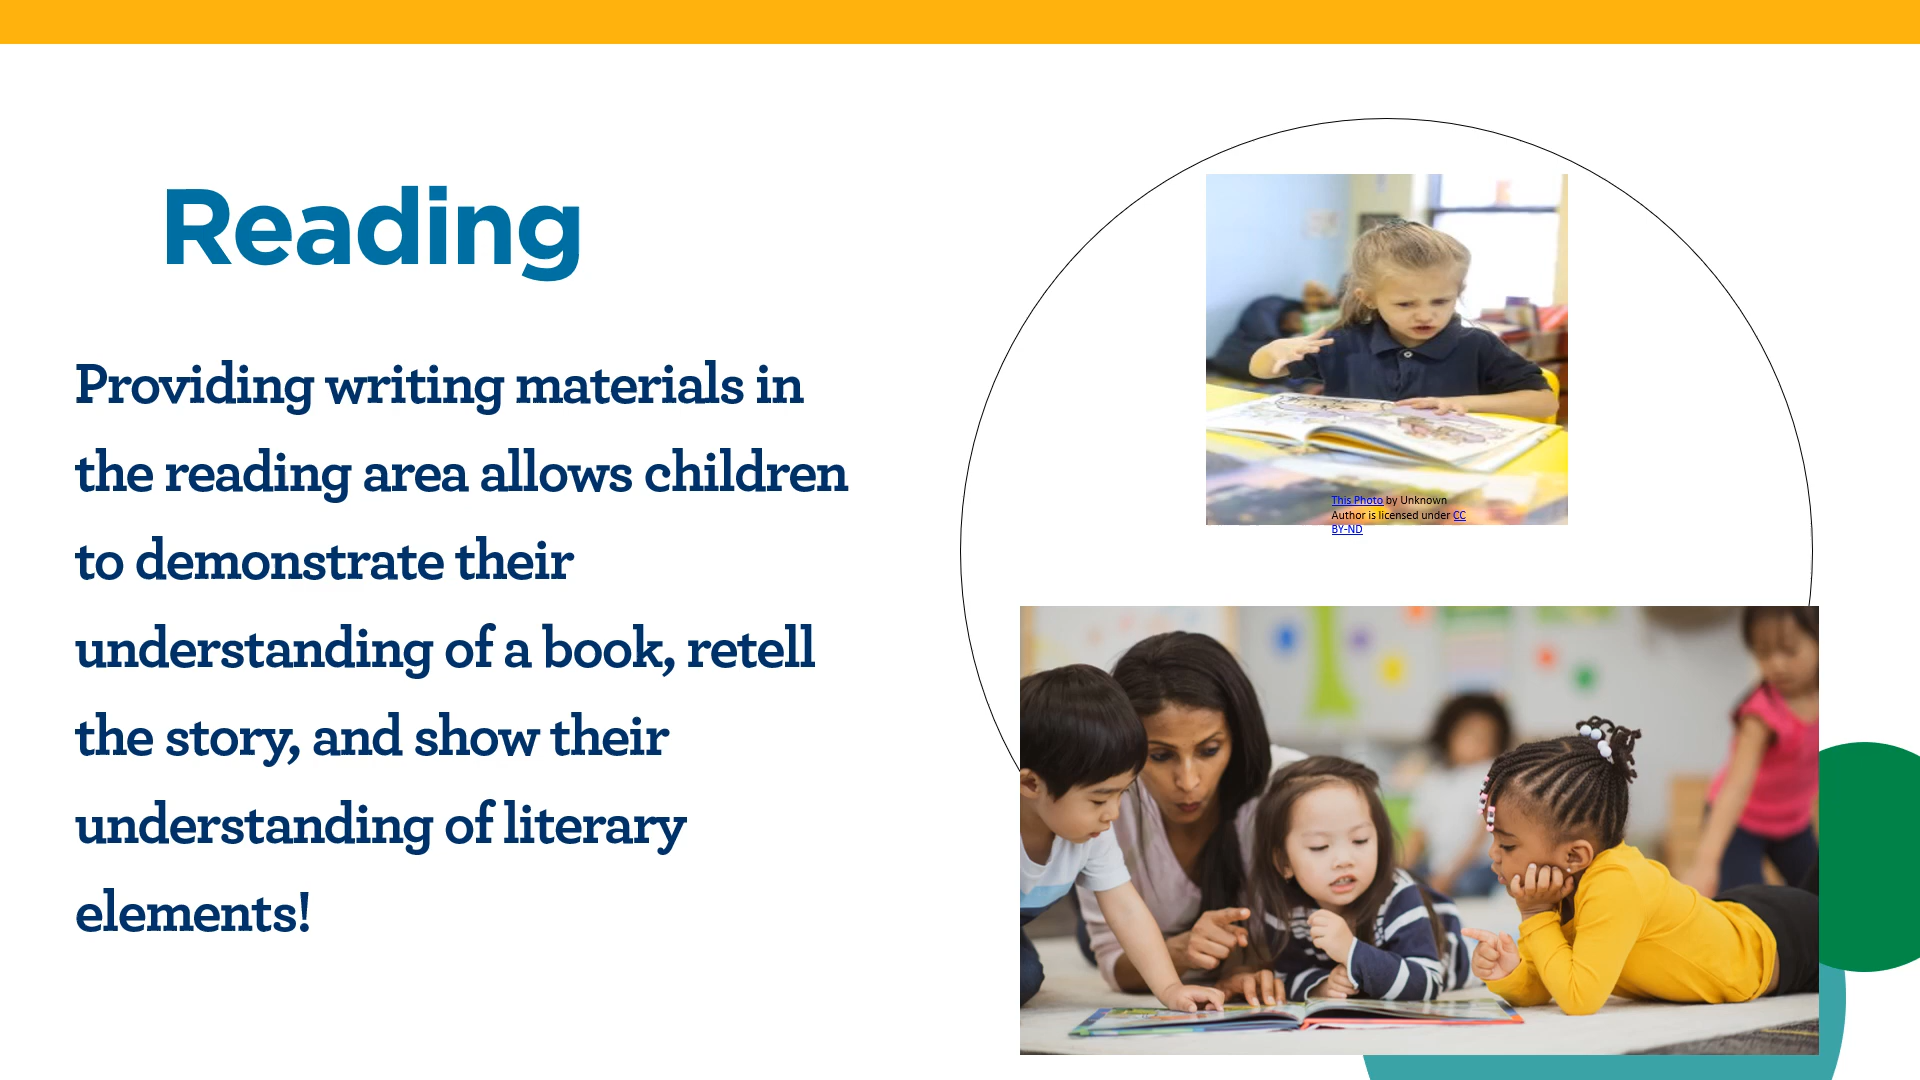 Reading
Providing writing materials in
the reading area allows children
to demonstrate their
understanding of a book, retell
the story, and show their
understanding of literary
elements!
This Photo by Unknown
Author is licensed under CC
BY-ND